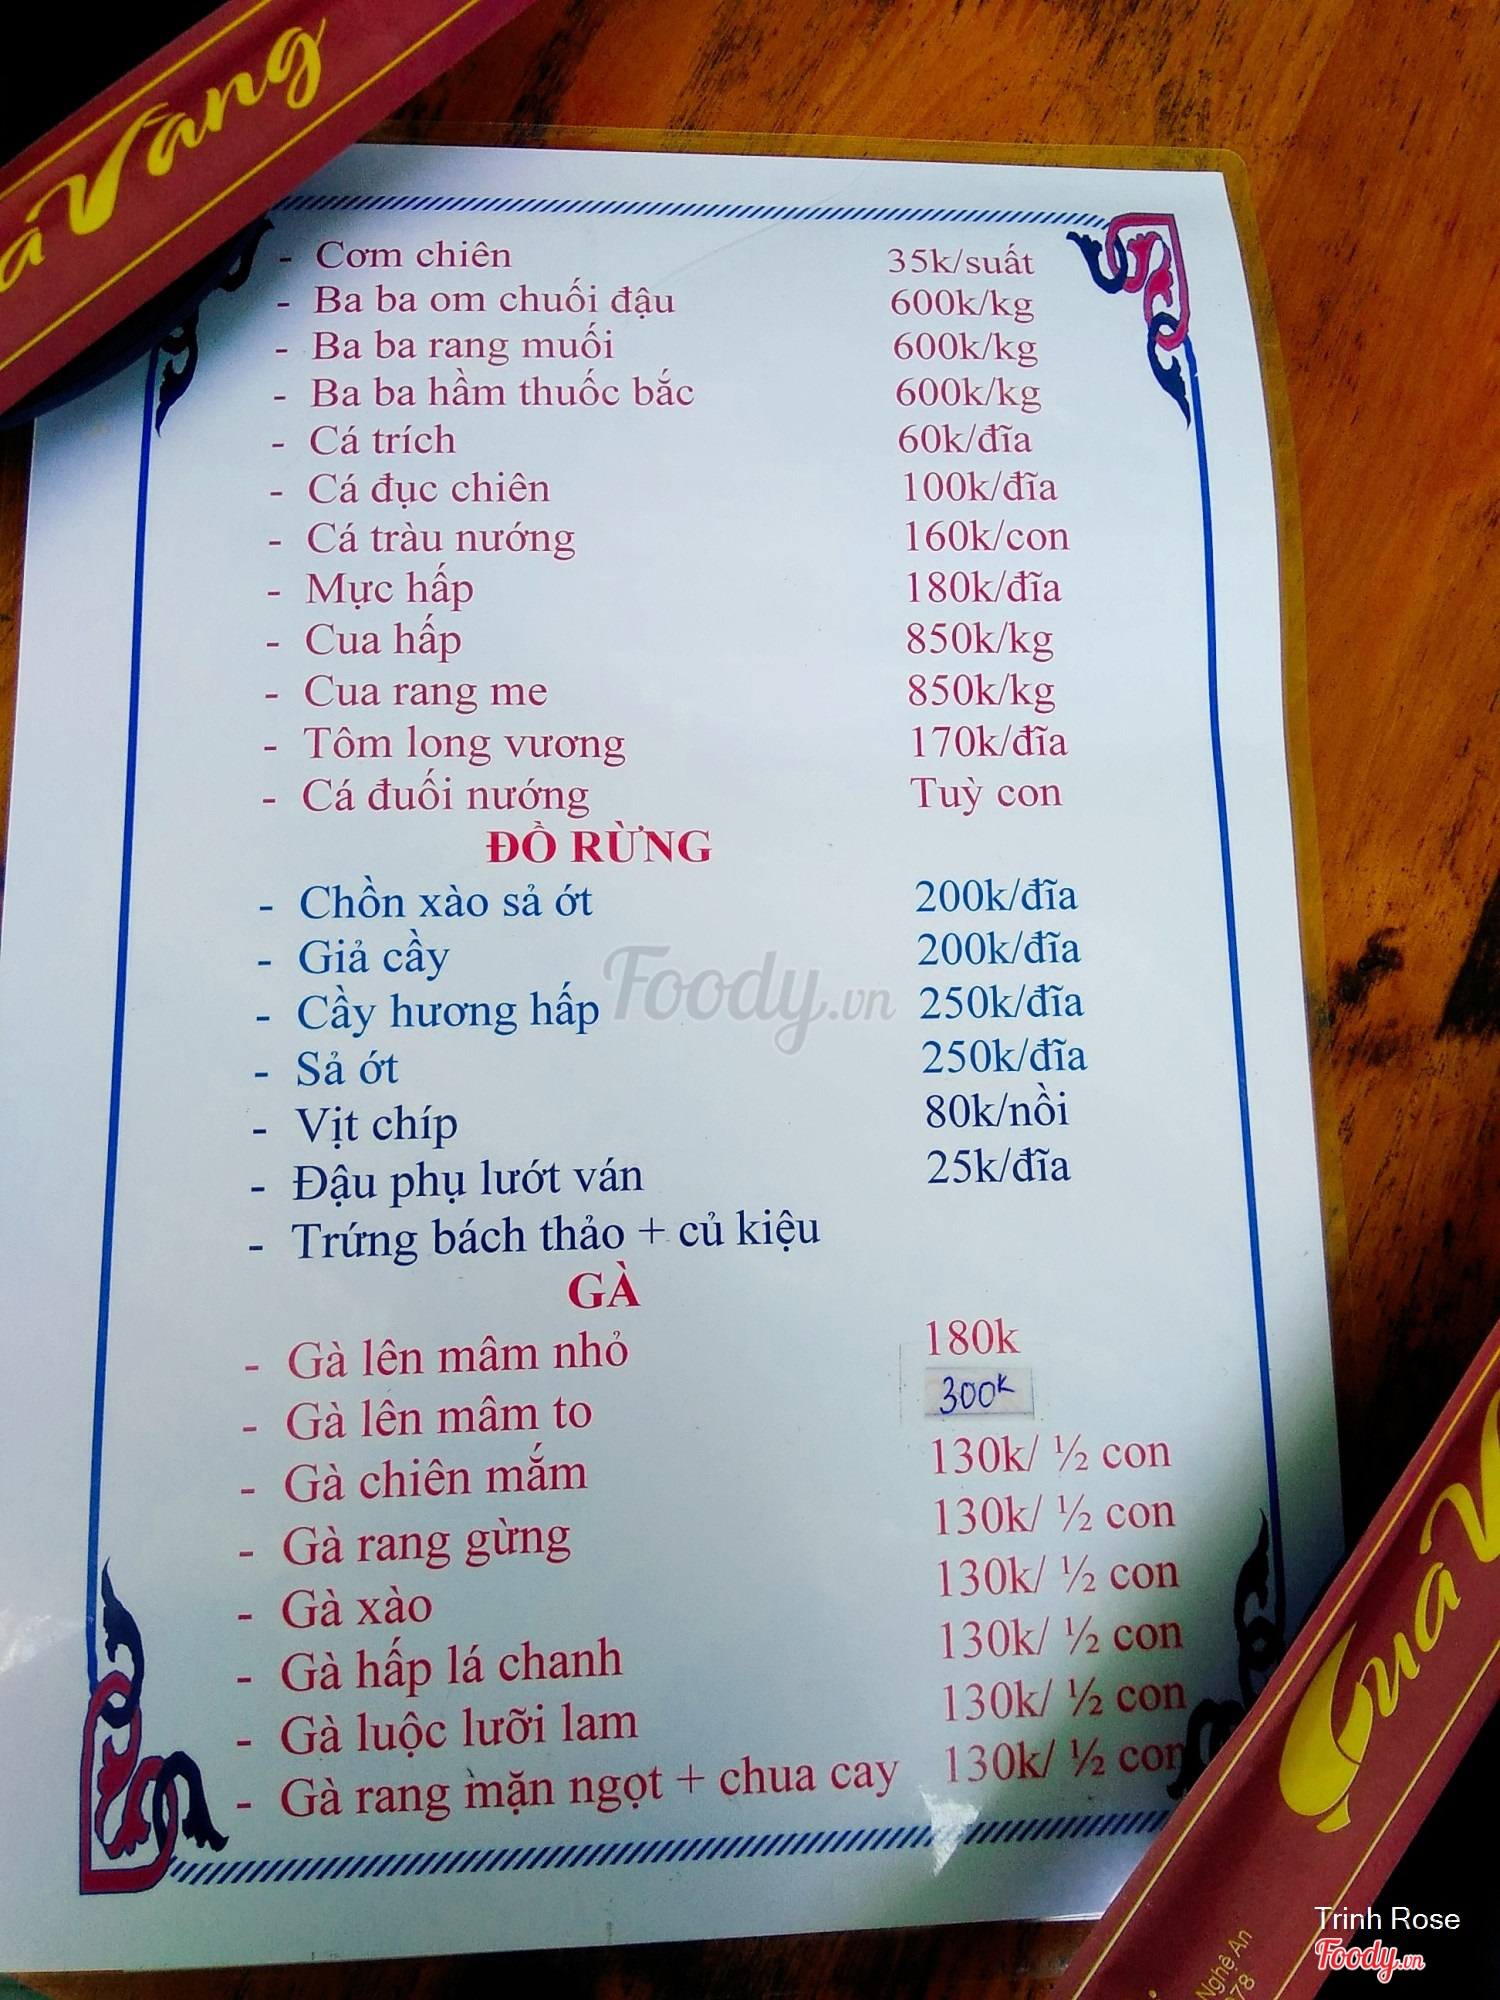 Vàng
- Cơm chiên 35k/suất
- Ba ba om chuối đậu 600k/kg
- Ba ba rang muối 600k/kg
- Ba ba hầm thuốc bắc 600k/kg
- Cá trích 60k/đĩa
- Cá đục chiên 100k/đĩa
- Cá tràu nướng 160k/con
- Mực hấp 180k/đĩa
- Cua hấp 850k/kg
- Cua rang me 850k/kg
- Tôm long vương 170k/đĩa
- Cá đuối nướng Tuỳ con
ĐỒ RỪNG
- Chồn xào sả ớt 200k/đĩa
- Giả cầy 200k/đĩa
- Cầy hương hấp 250k/đĩa
- Sả ớt 250k/đĩa
- Vịt chíp 80k/nồi
- Đậu phụ lướt ván 25k/đĩa
- Trứng bách thảo + củ kiệu
Foody.vn
GÀ
- Gà lên mâm nhỏ 180k
- Gà lên mâm to 300k
- Gà chiên mắm 130k/ ½ con
- Gà rang gừng 130k/ ½ con
- Gà xào 130k/ ½ con
- Gà hấp lá chanh 130k/ ½ con
- Gà luộc lưỡi lam 130k/ ½ con
- Gà rang mặn ngọt + chua cay 130k/ ½ con
Quá
Nghệ An
Trinh Rose
Foody.vn